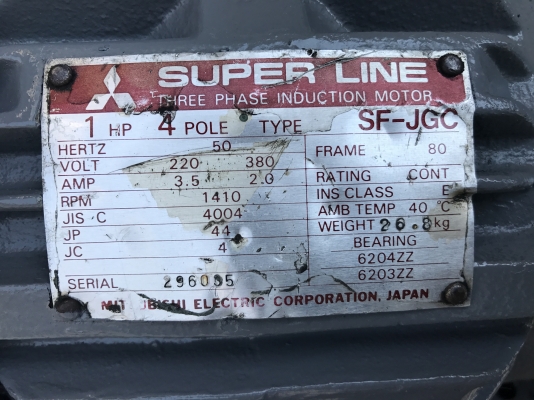 SUPER LINE
THREE PHASE INDUCTION MOTOR
1 HP 4 POLE TYPE SF-JGC
HERTZ 50
VOLT 220 380
AMP 3.5 2.0
RPM 1410
JIS C 4004
JP 44
JC 4
SERIAL
FRAME 80
RATING CONT
INS CLASS E
AMB TEMP 40 °C
WEIGHT 26.8 kg
BEARING
6204ZZ
6203ZZ
ELECTRIC CORPORATION, JAPAN